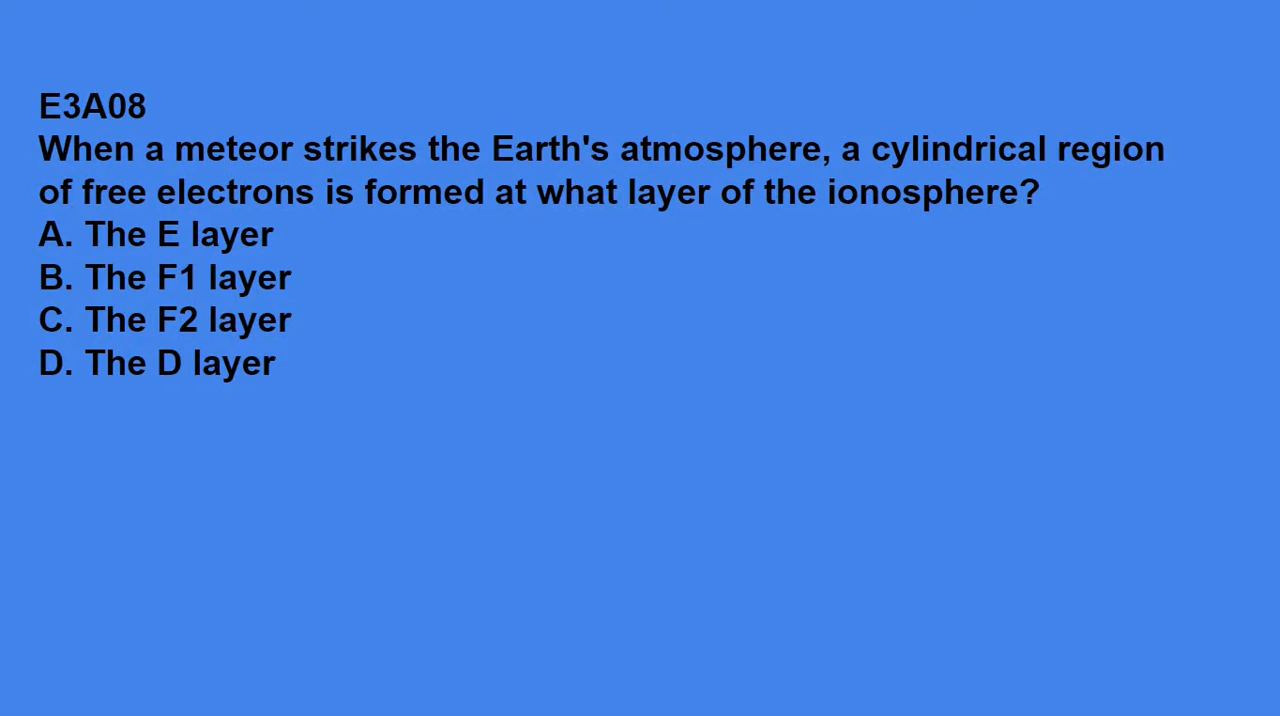 E3A08
When a meteor strikes the Earth's atmosphere, a cylindrical region
of free electrons is formed at what layer of the ionosphere?
A. The E layer
B. The F1 layer
C. The F2 layer
D. The D layer